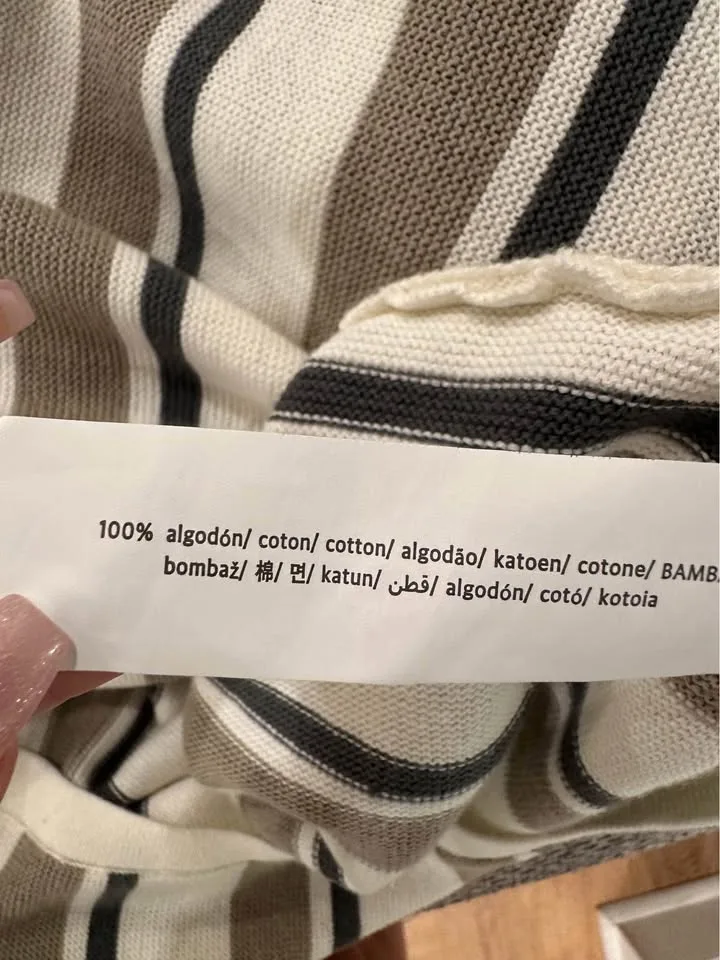 100% algodón/ coton/ cotton/ algodão/ katoen/ cotone/
bombaž/ 棉/ 면/ katun/ قطن/ algodón/ cotó/ kotoia